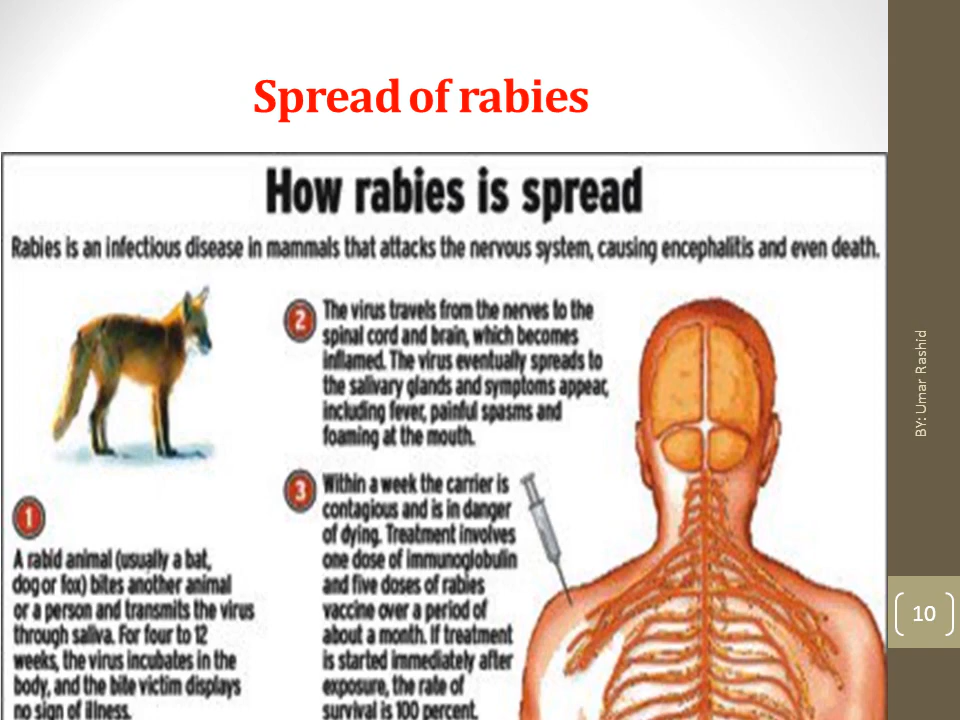 Spread of rabies
How rabies is spread
Rabies is an infectious disease in mammals that attacks the nervous system, causing encephalitis and even death.
1
A rabid animal (usually a bat,
dog or fox) bites another animal
or a person and transmits the virus
through saliva. For four to 12
weeks, the virus incubates in the
body, and the bite victim displays
no sign of illness.
2
The virus travels from the nerves to the
spinal cord and brain, which becomes
inflamed. The virus eventually spreads to
the salivary glands and symptoms appear,
including fever, painful spasms and
foaming at the mouth.
3
Within a week the carrier is
contagious and is in danger
of dying. Treatment involves
one dose of immunoglobulin
and five doses of rabies
vaccine over a period of
about a month. If treatment
is started immediately after
exposure, the rate of
survival is 100 percent.
BY: Umar Rashid
10